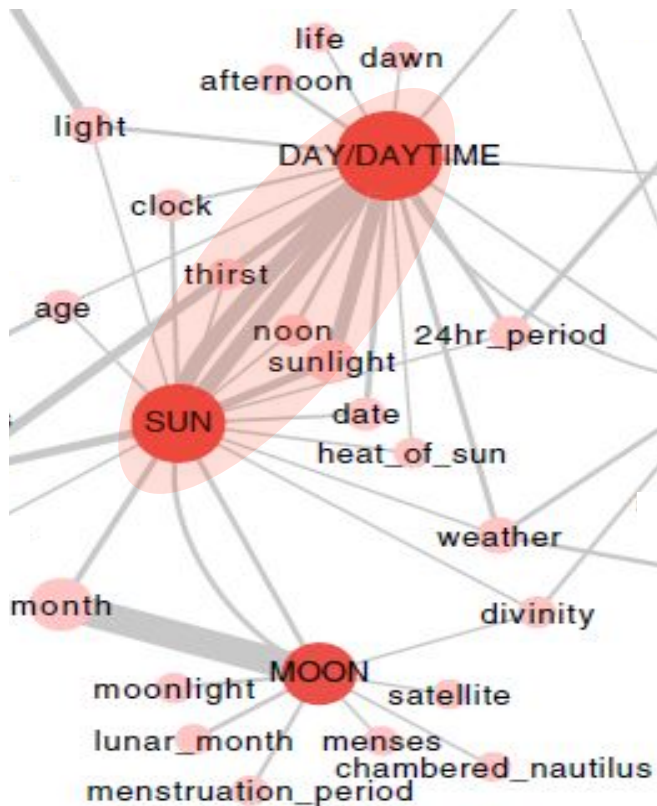 life
dawn
afternoon
light
DAY/DAYTIME
clock
thirst
age
noon
24hr_period
sunlight
SUN
date
heat_of_sun
weather
month
divinity
MOON
moonlight
satellite
lunar_month
menses
chambered_nautilus
menstruation_period